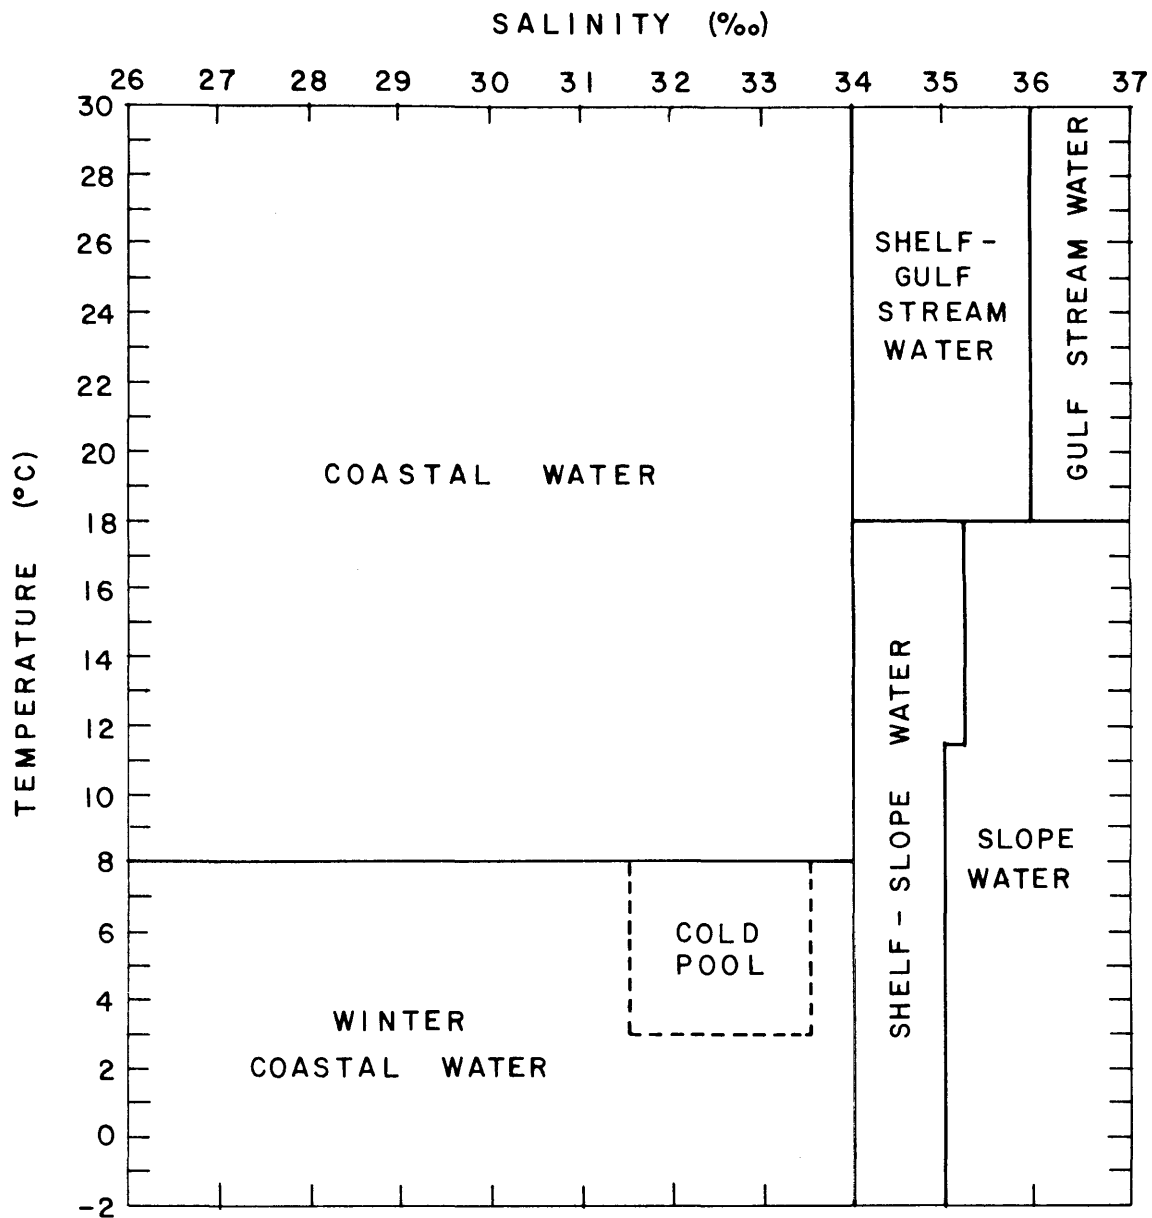 SALINITY (‰)
26 27 28 29 30 31 32 33 34 35 36 37
30
28
26
24
22
20
18
16
14
12
10
8
6
4
2
0
-2
TEMPERATURE (°C)
COASTAL WATER
SHELF-
GULF
STREAM
WATER
GULF STREAM WATER
SHELF-SLOPE WATER
SLOPE
WATER
COLD
POOL
WINTER
COASTAL WATER